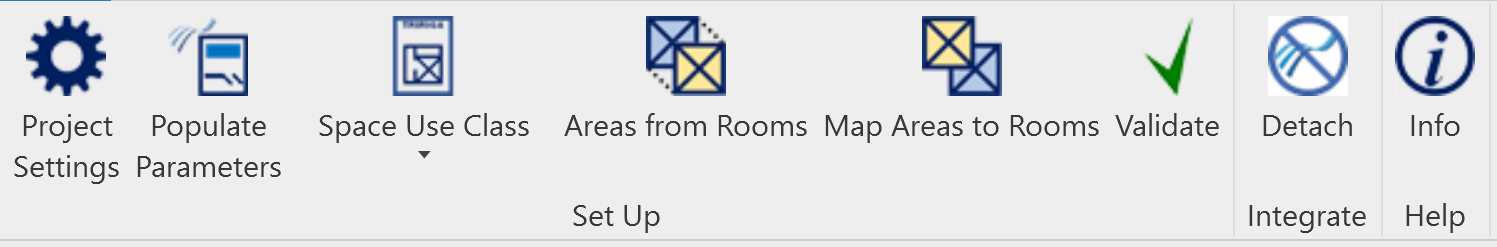 Project Settings
Populate Parameters
Space Use Class
Areas from Rooms
Map Areas to Rooms
Validate
Detach
Info
Set Up
Integrate
Help